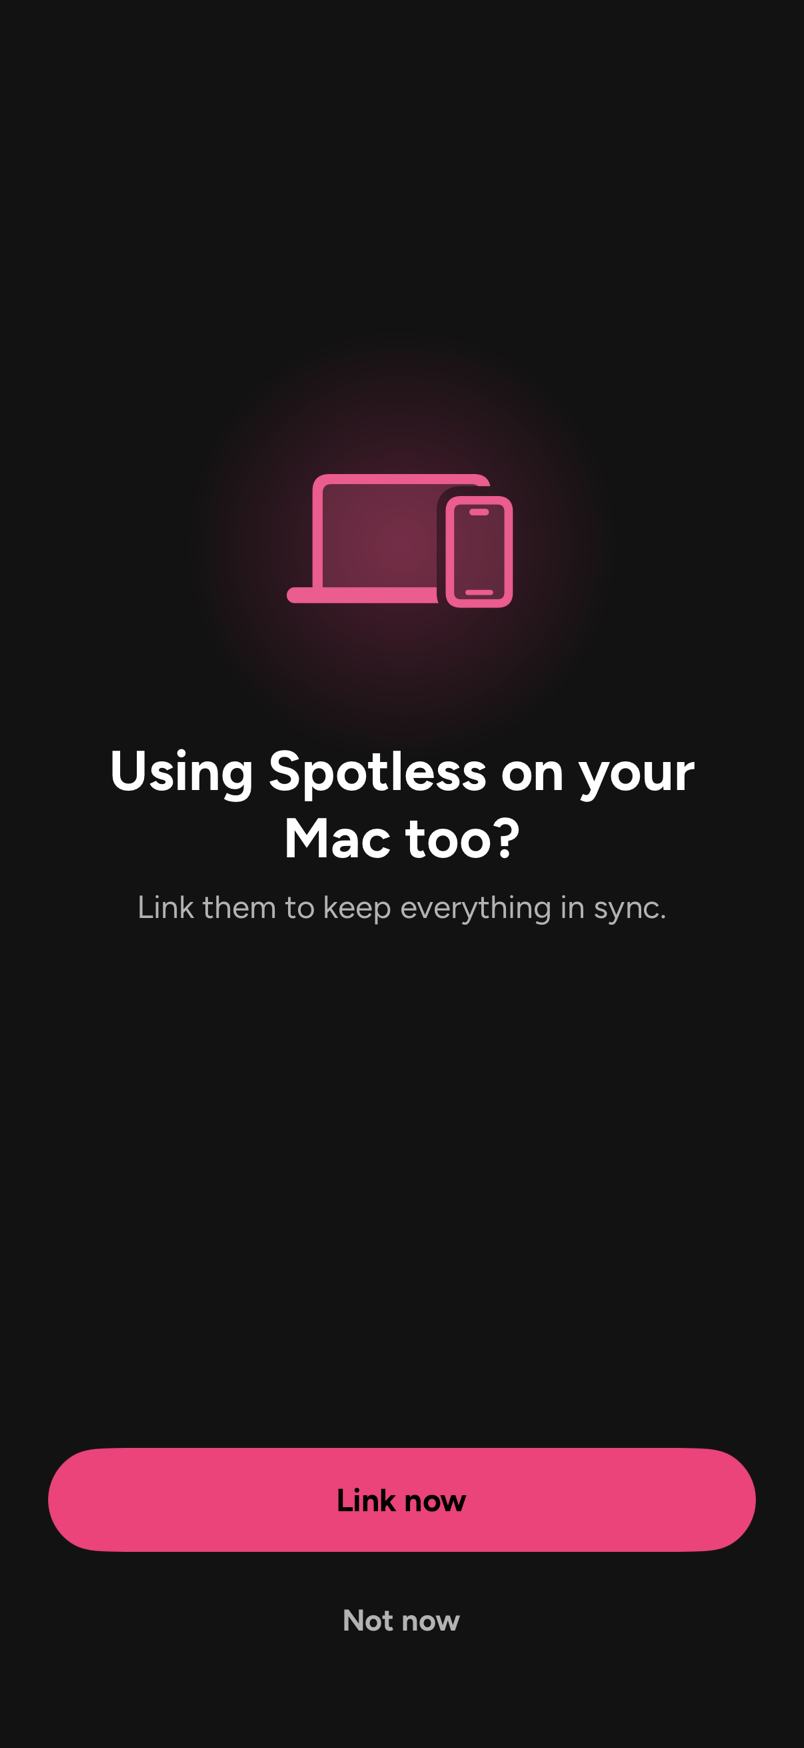 Using Spotless on your
Mac too?
Link them to keep everything in sync.
Link now
Not now